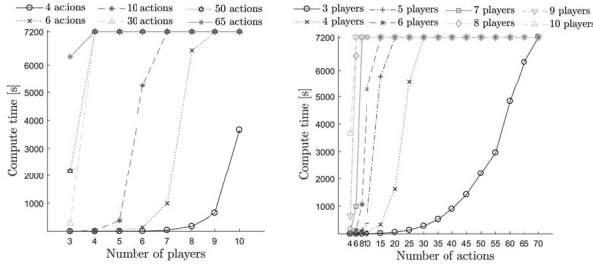 4 acions
10 actions
50 actions
6 actions
30 actions
65 actions
7200
6000
5000
4000
3000
2000
1000
Compute time [s]
3 4 5 6 7 8 9 10
Number of players
3 players
5 players
7 players
9 players
4 players
6 players
8 players
10 players
7200
6000
5000
4000
3000
2000
1000
Compute time [s]
4 6 8 10 15 20 25 30 35 40 45 50 55 60 65 70
Number of actions